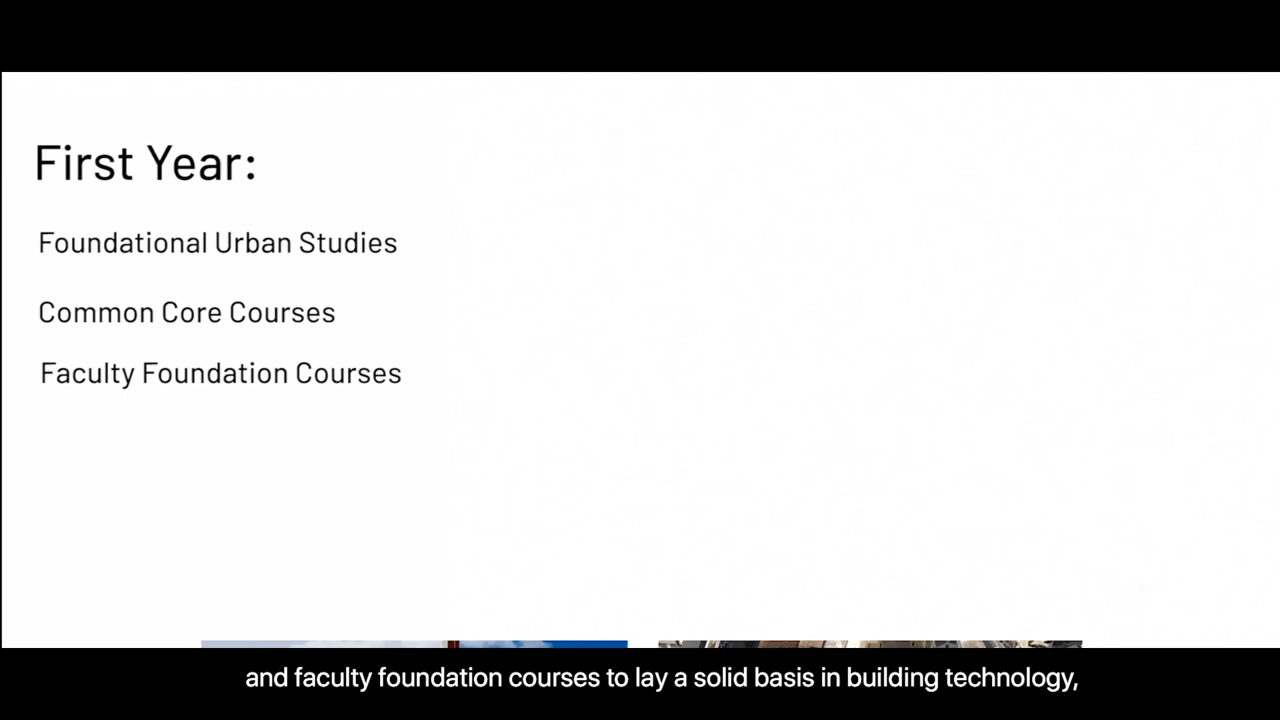 First Year:
Foundational Urban Studies
Common Core Courses
Faculty Foundation Courses
and faculty foundation courses to lay a solid basis in building technology,